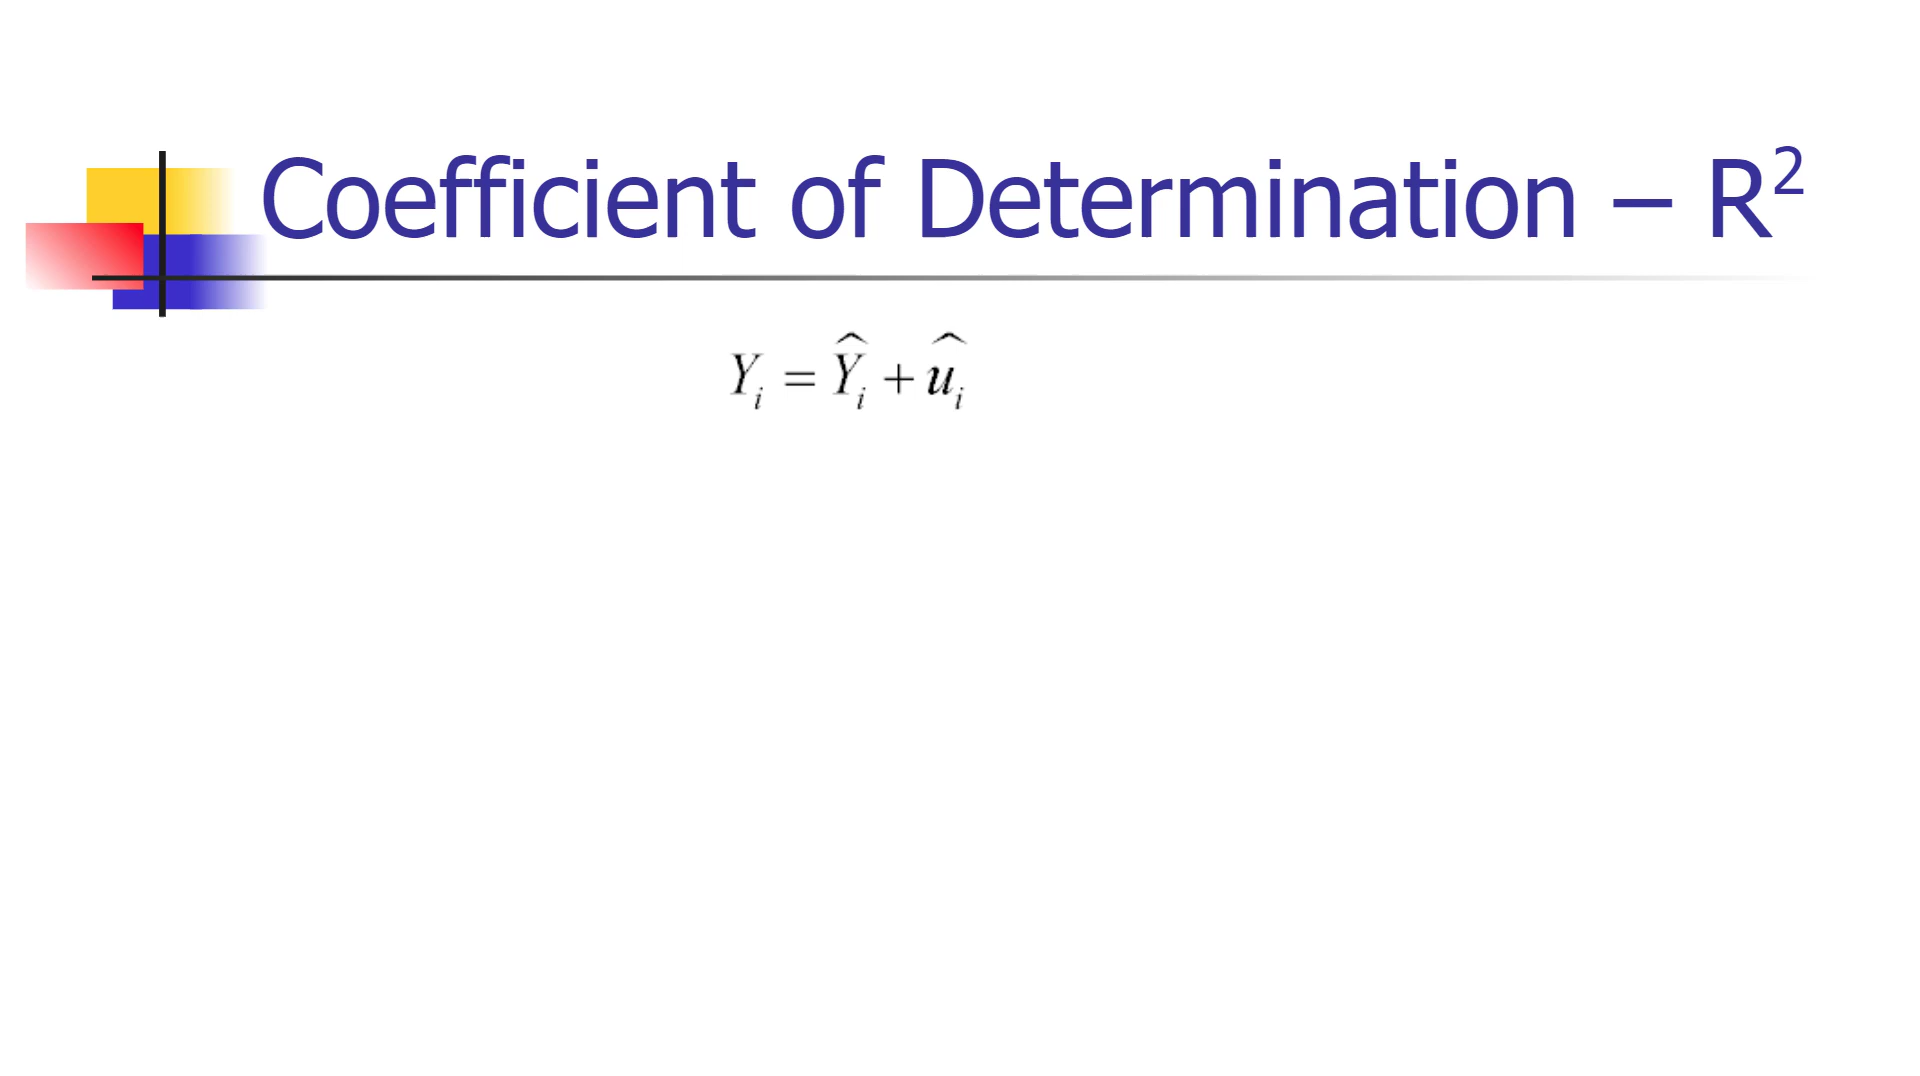 Coefficient of Determination – R²
Yᵢ = Ŷᵢ + ûᵢ